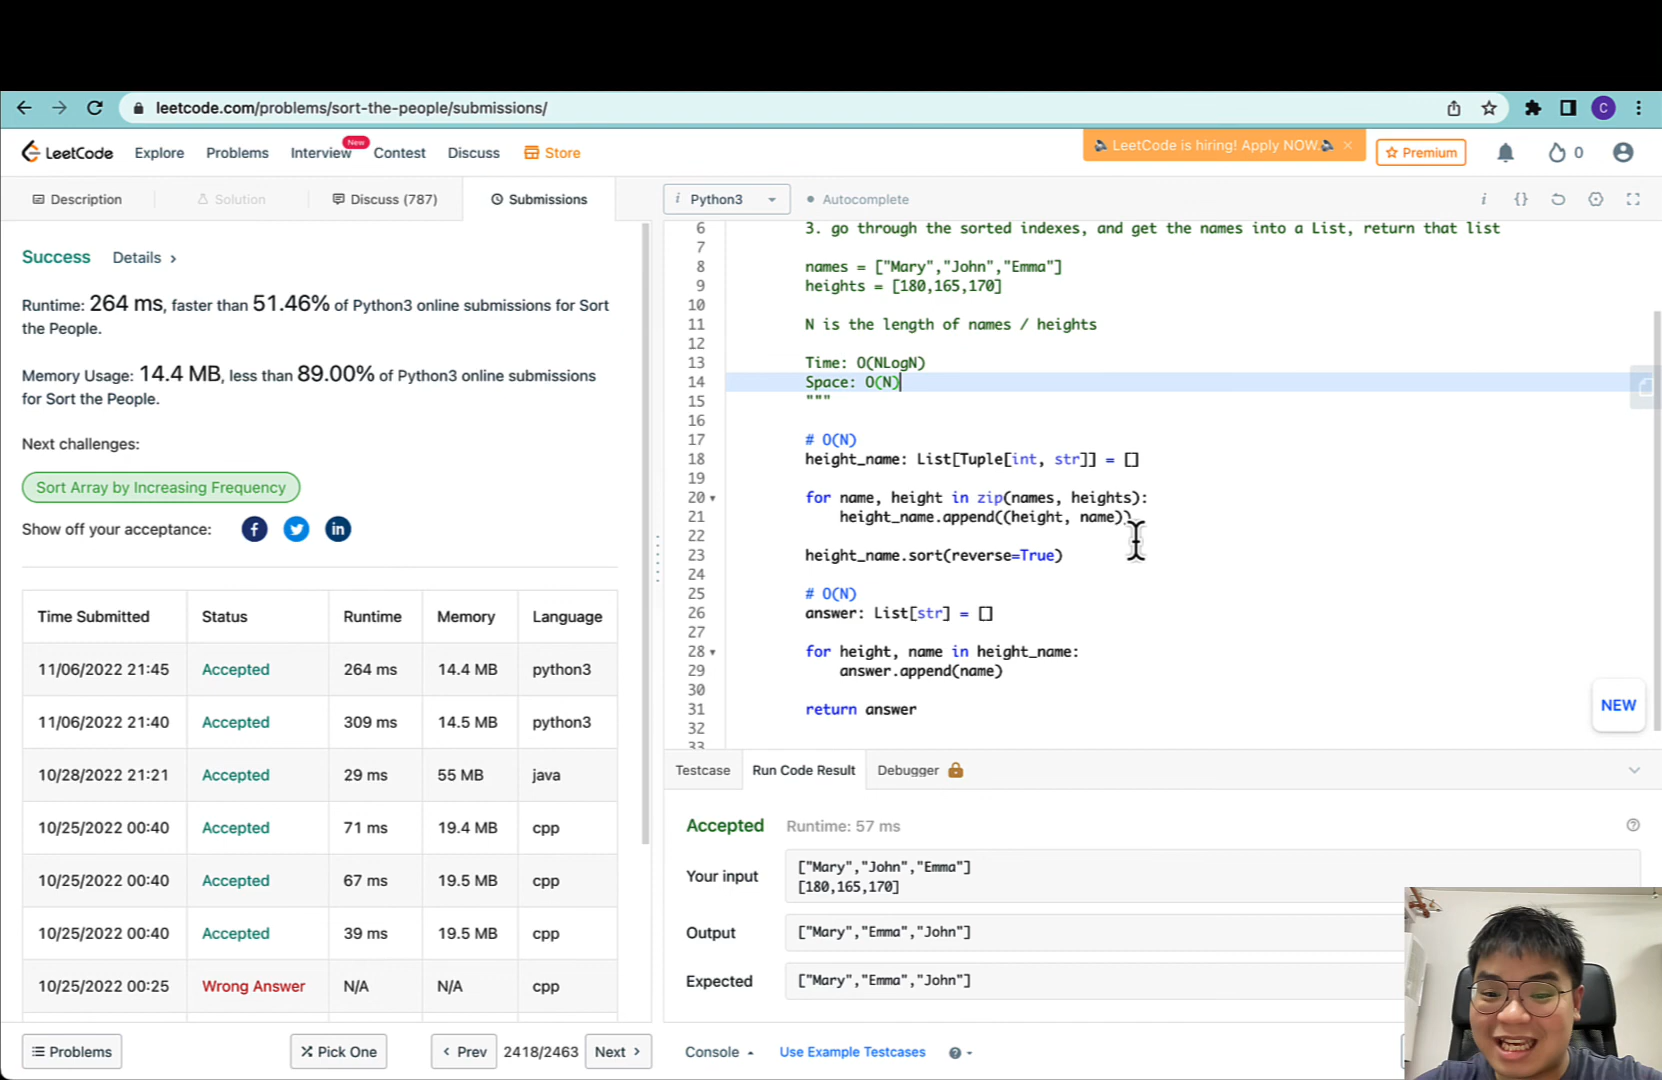 leetcode.com/problems/sort-the-people/submissions/
C
LeetCode
Explore
Problems
Interview
New
Contest
Discuss
Store
LeetCode is hiring! Apply NOW
×
Premium
0
Description
Solution
Discuss (787)
Submissions
i Python3
Autocomplete
i
{}
Success
Details >
Runtime: 264 ms, faster than 51.46% of Python3 online submissions for Sort
the People.
Memory Usage: 14.4 MB, less than 89.00% of Python3 online submissions
for Sort the People.
Next challenges:
Sort Array by Increasing Frequency
Show off your acceptance:
Time Submitted Status Runtime Memory Language
11/06/2022 21:45 Accepted 264 ms 14.4 MB python3
11/06/2022 21:40 Accepted 309 ms 14.5 MB python3
10/28/2022 21:21 Accepted 29 ms 55 MB java
10/25/2022 00:40 Accepted 71 ms 19.4 MB cpp
10/25/2022 00:40 Accepted 67 ms 19.5 MB cpp
10/25/2022 00:40 Accepted 39 ms 19.5 MB cpp
10/25/2022 00:25 Wrong Answer N/A N/A cpp
6 3. go through the sorted indexes, and get the names into a List, return that list
7
8 names = ["Mary","John","Emma"]
9 heights = [180,165,170]
10
11 N is the length of names / heights
12
13 Time: O(NLogN)
14 Space: O(N)
15 """
16
17 # O(N)
18 height_name: List[Tuple[int, str]] = []
19
20 for name, height in zip(names, heights):
21 height_name.append((height, name))
22
23 height_name.sort(reverse=True)
24
25 # O(N)
26 answer: List[str] = []
27
28 for height, name in height_name:
29 answer.append(name)
30
31 return answer
32
33
NEW
Testcase
Run Code Result
Debugger
Accepted Runtime: 57 ms
Your input
["Mary","John","Emma"]
[180,165,170]
Output
["Mary","Emma","John"]
Expected
["Mary","Emma","John"]
Problems
Pick One
< Prev
2418/2463
Next >
Console
Use Example Testcases